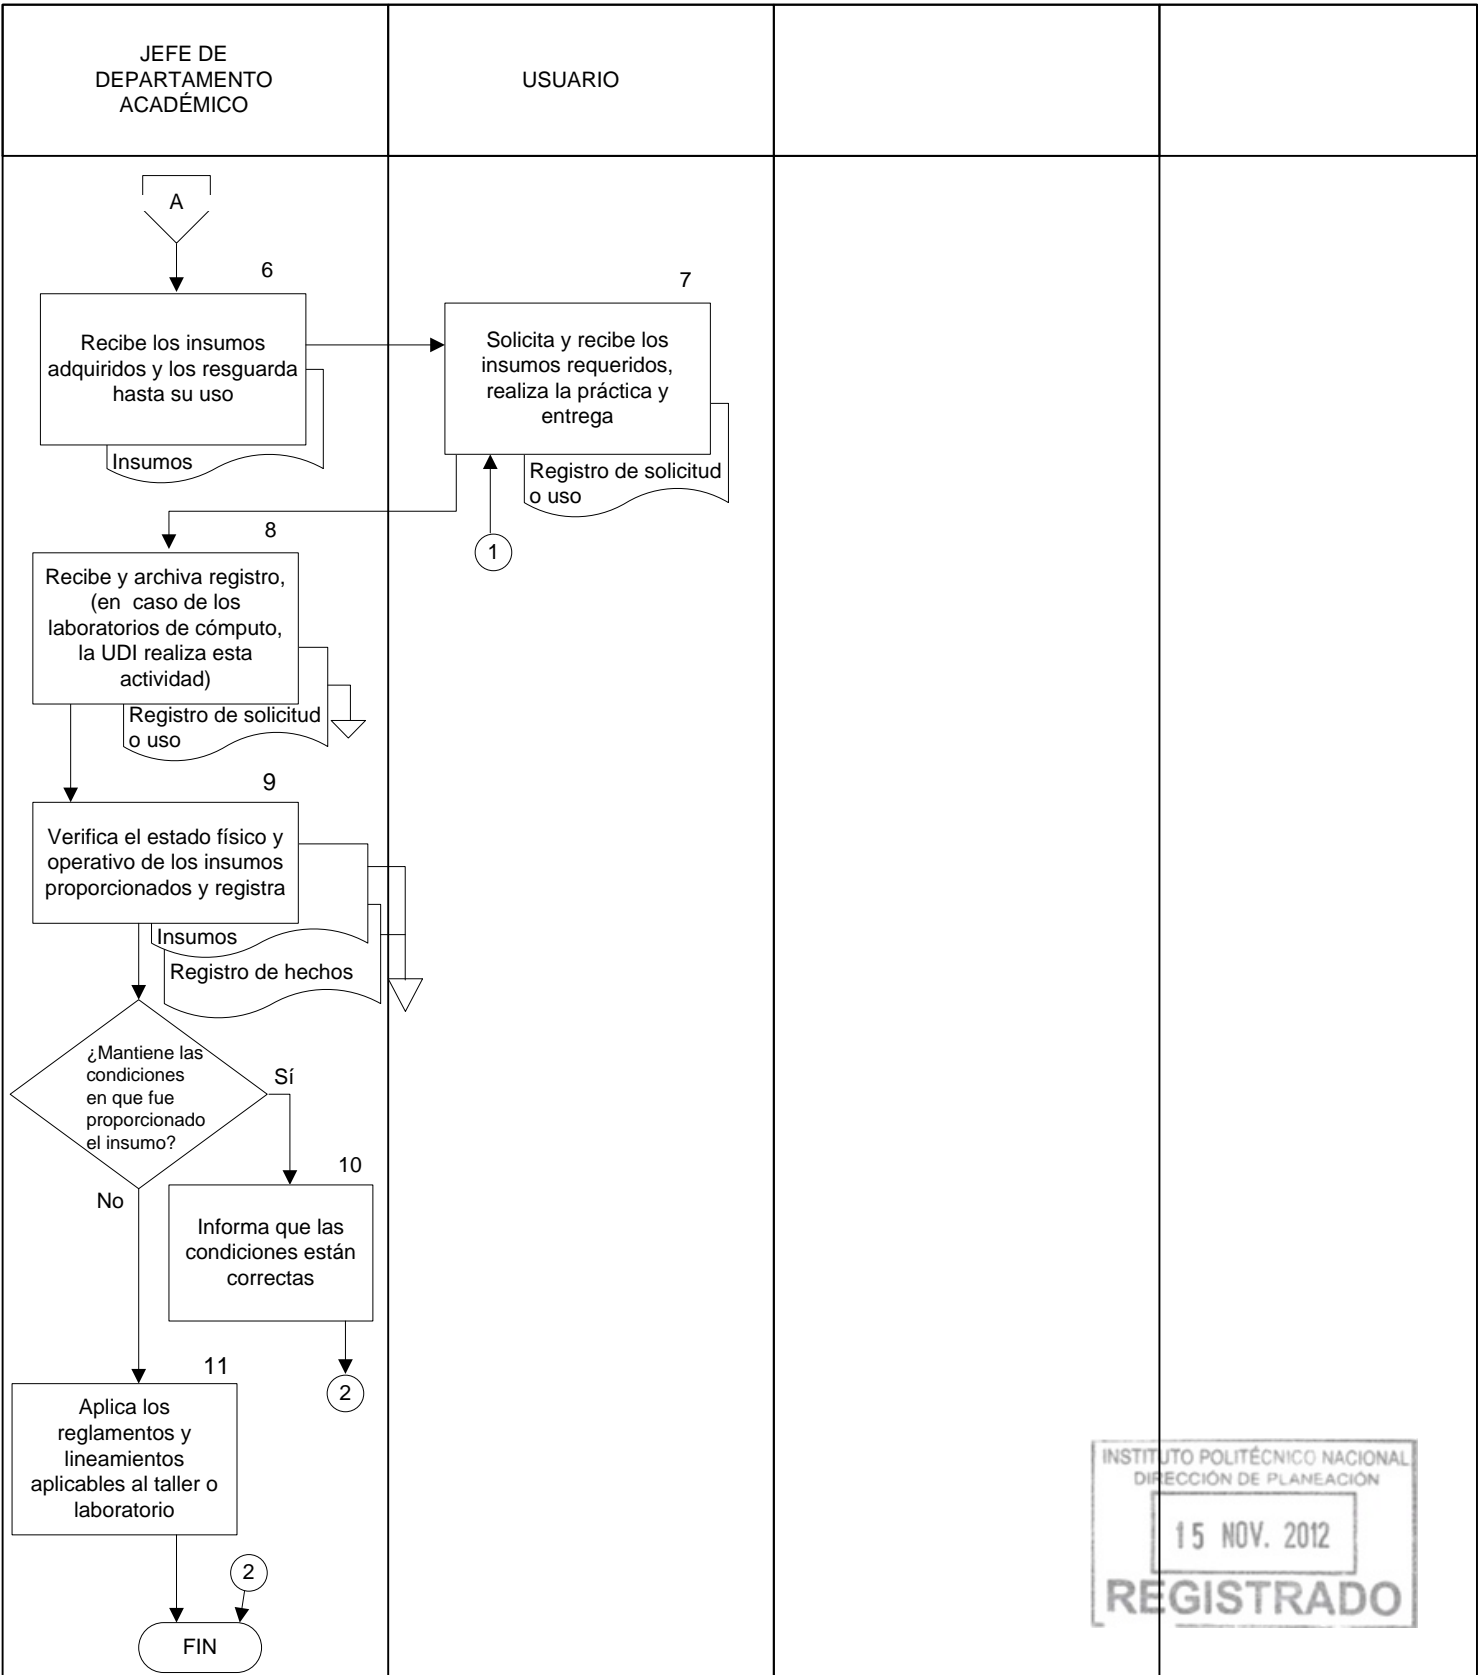 JEFE DE
DEPARTAMENTO
ACADÉMICO
USUARIO
A
6
Recibe los insumos
adquiridos y los resguarda
hasta su uso
Insumos
7
Solicita y recibe los
insumos requeridos,
realiza la práctica y
entrega
Registro de solicitud
o uso
1
8
Recibe y archiva registro,
(en caso de los
laboratorios de cómputo,
la UDI realiza esta
actividad)
Registro de solicitud
o uso
9
Verifica el estado físico y
operativo de los insumos
proporcionados y registra
Insumos
Registro de hechos
¿Mantiene las
condiciones
en que fue
proporcionado
el insumo?
Sí
No
10
Informa que las
condiciones están
correctas
2
11
Aplica los
reglamentos y
lineamientos
aplicables al taller o
laboratorio
2
FIN
INSTITUTO POLITÉCNICO NACIONAL
DIRECCIÓN DE PLANEACIÓN
15 NOV. 2012
REGISTRADO